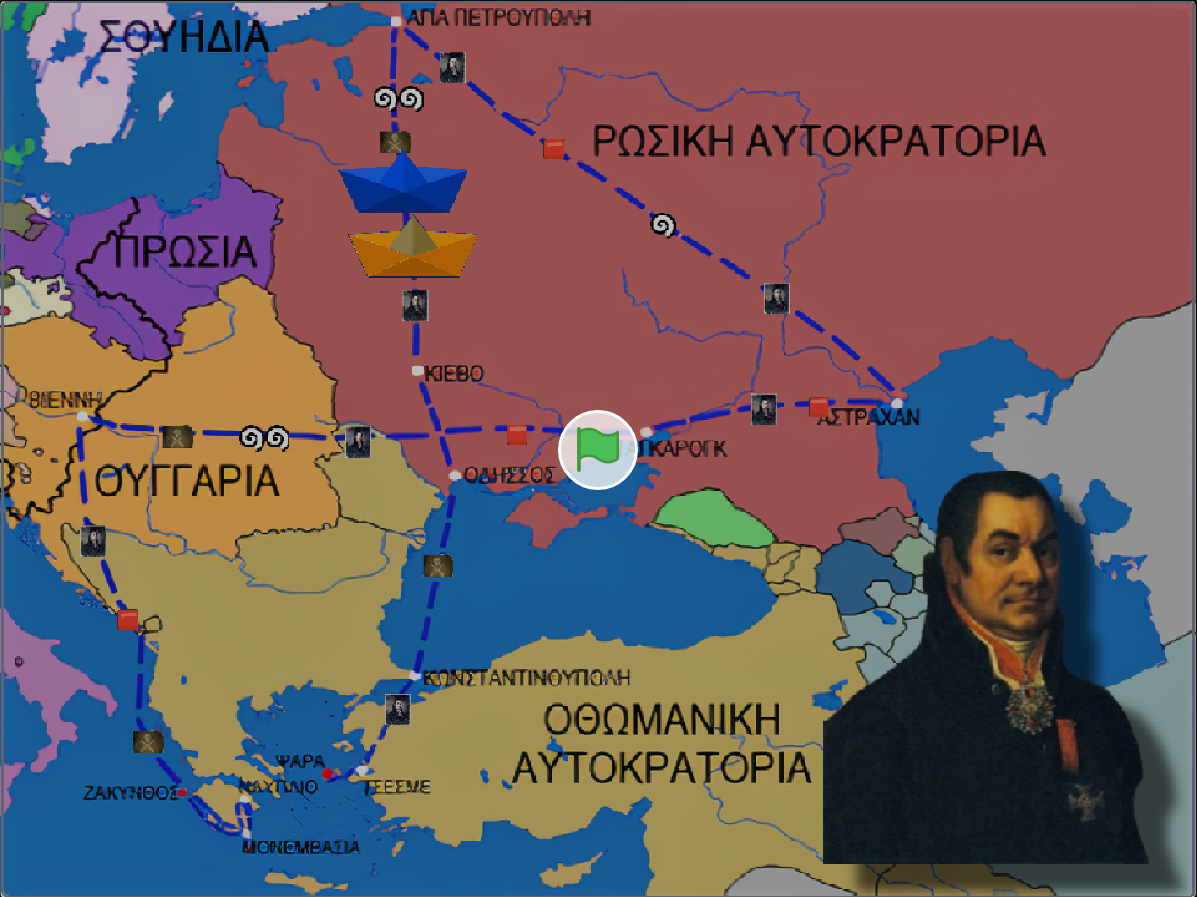 ΣΟΥΗΔΙΑ
ΑΓΙΑ ΠΕΤΡΟΥΠΟΛΗ
ΡΩΣΙΚΗ ΑΥΤΟΚΡΑΤΟΡΙΑ
ΠΡΩΣΙΑ
ΚΙΕΒΟ
ΒΙΕΝΝΗ
ΑΣΤΡΑΧΑΝ
ΓΚΑΡΟΓΚ
ΟΥΓΓΑΡΙΑ
ΟΔΗΣΣΟΣ
ΚΩΝΣΤΑΝΤΙΝΟΥΠΟΛΗ
ΟΘΩΜΑΝΙΚΗ
ΑΥΤΟΚΡΑΤΟΡΙΑ
ΨΑΡΑ
ΖΑΚΥΝΘΟΣ
ΝΑΥΠΛΙΟ
ΤΣΕΣΜΕ
ΜΟΝΕΜΒΑΣΙΑ